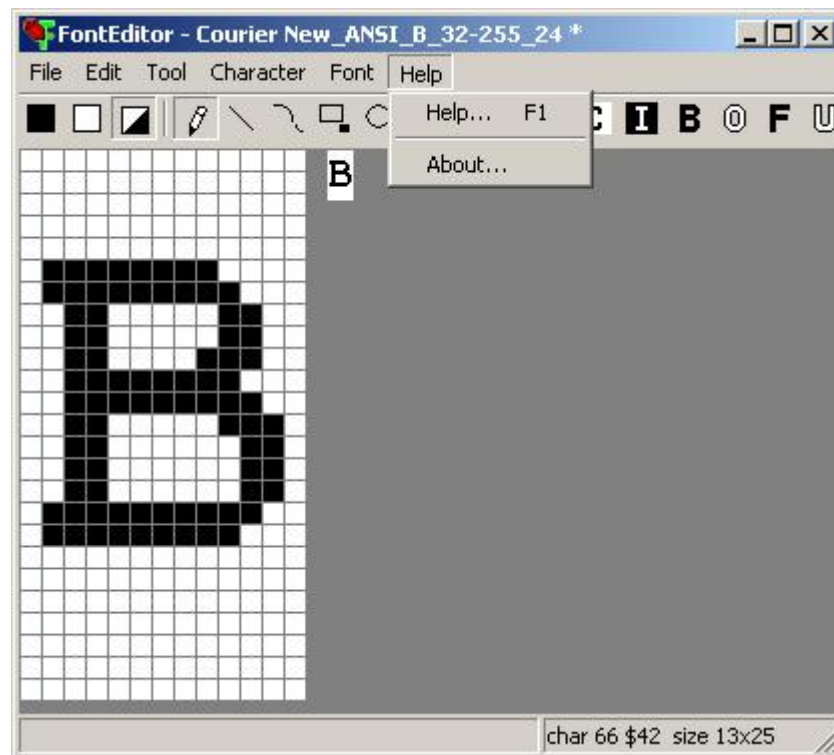 FontEditor - Courier New_ANSI_B_32-255_24 *
File Edit Tool Character Font Help
I B O F U
Help... F1
About...
B
B
char 66 $42 size 13x25